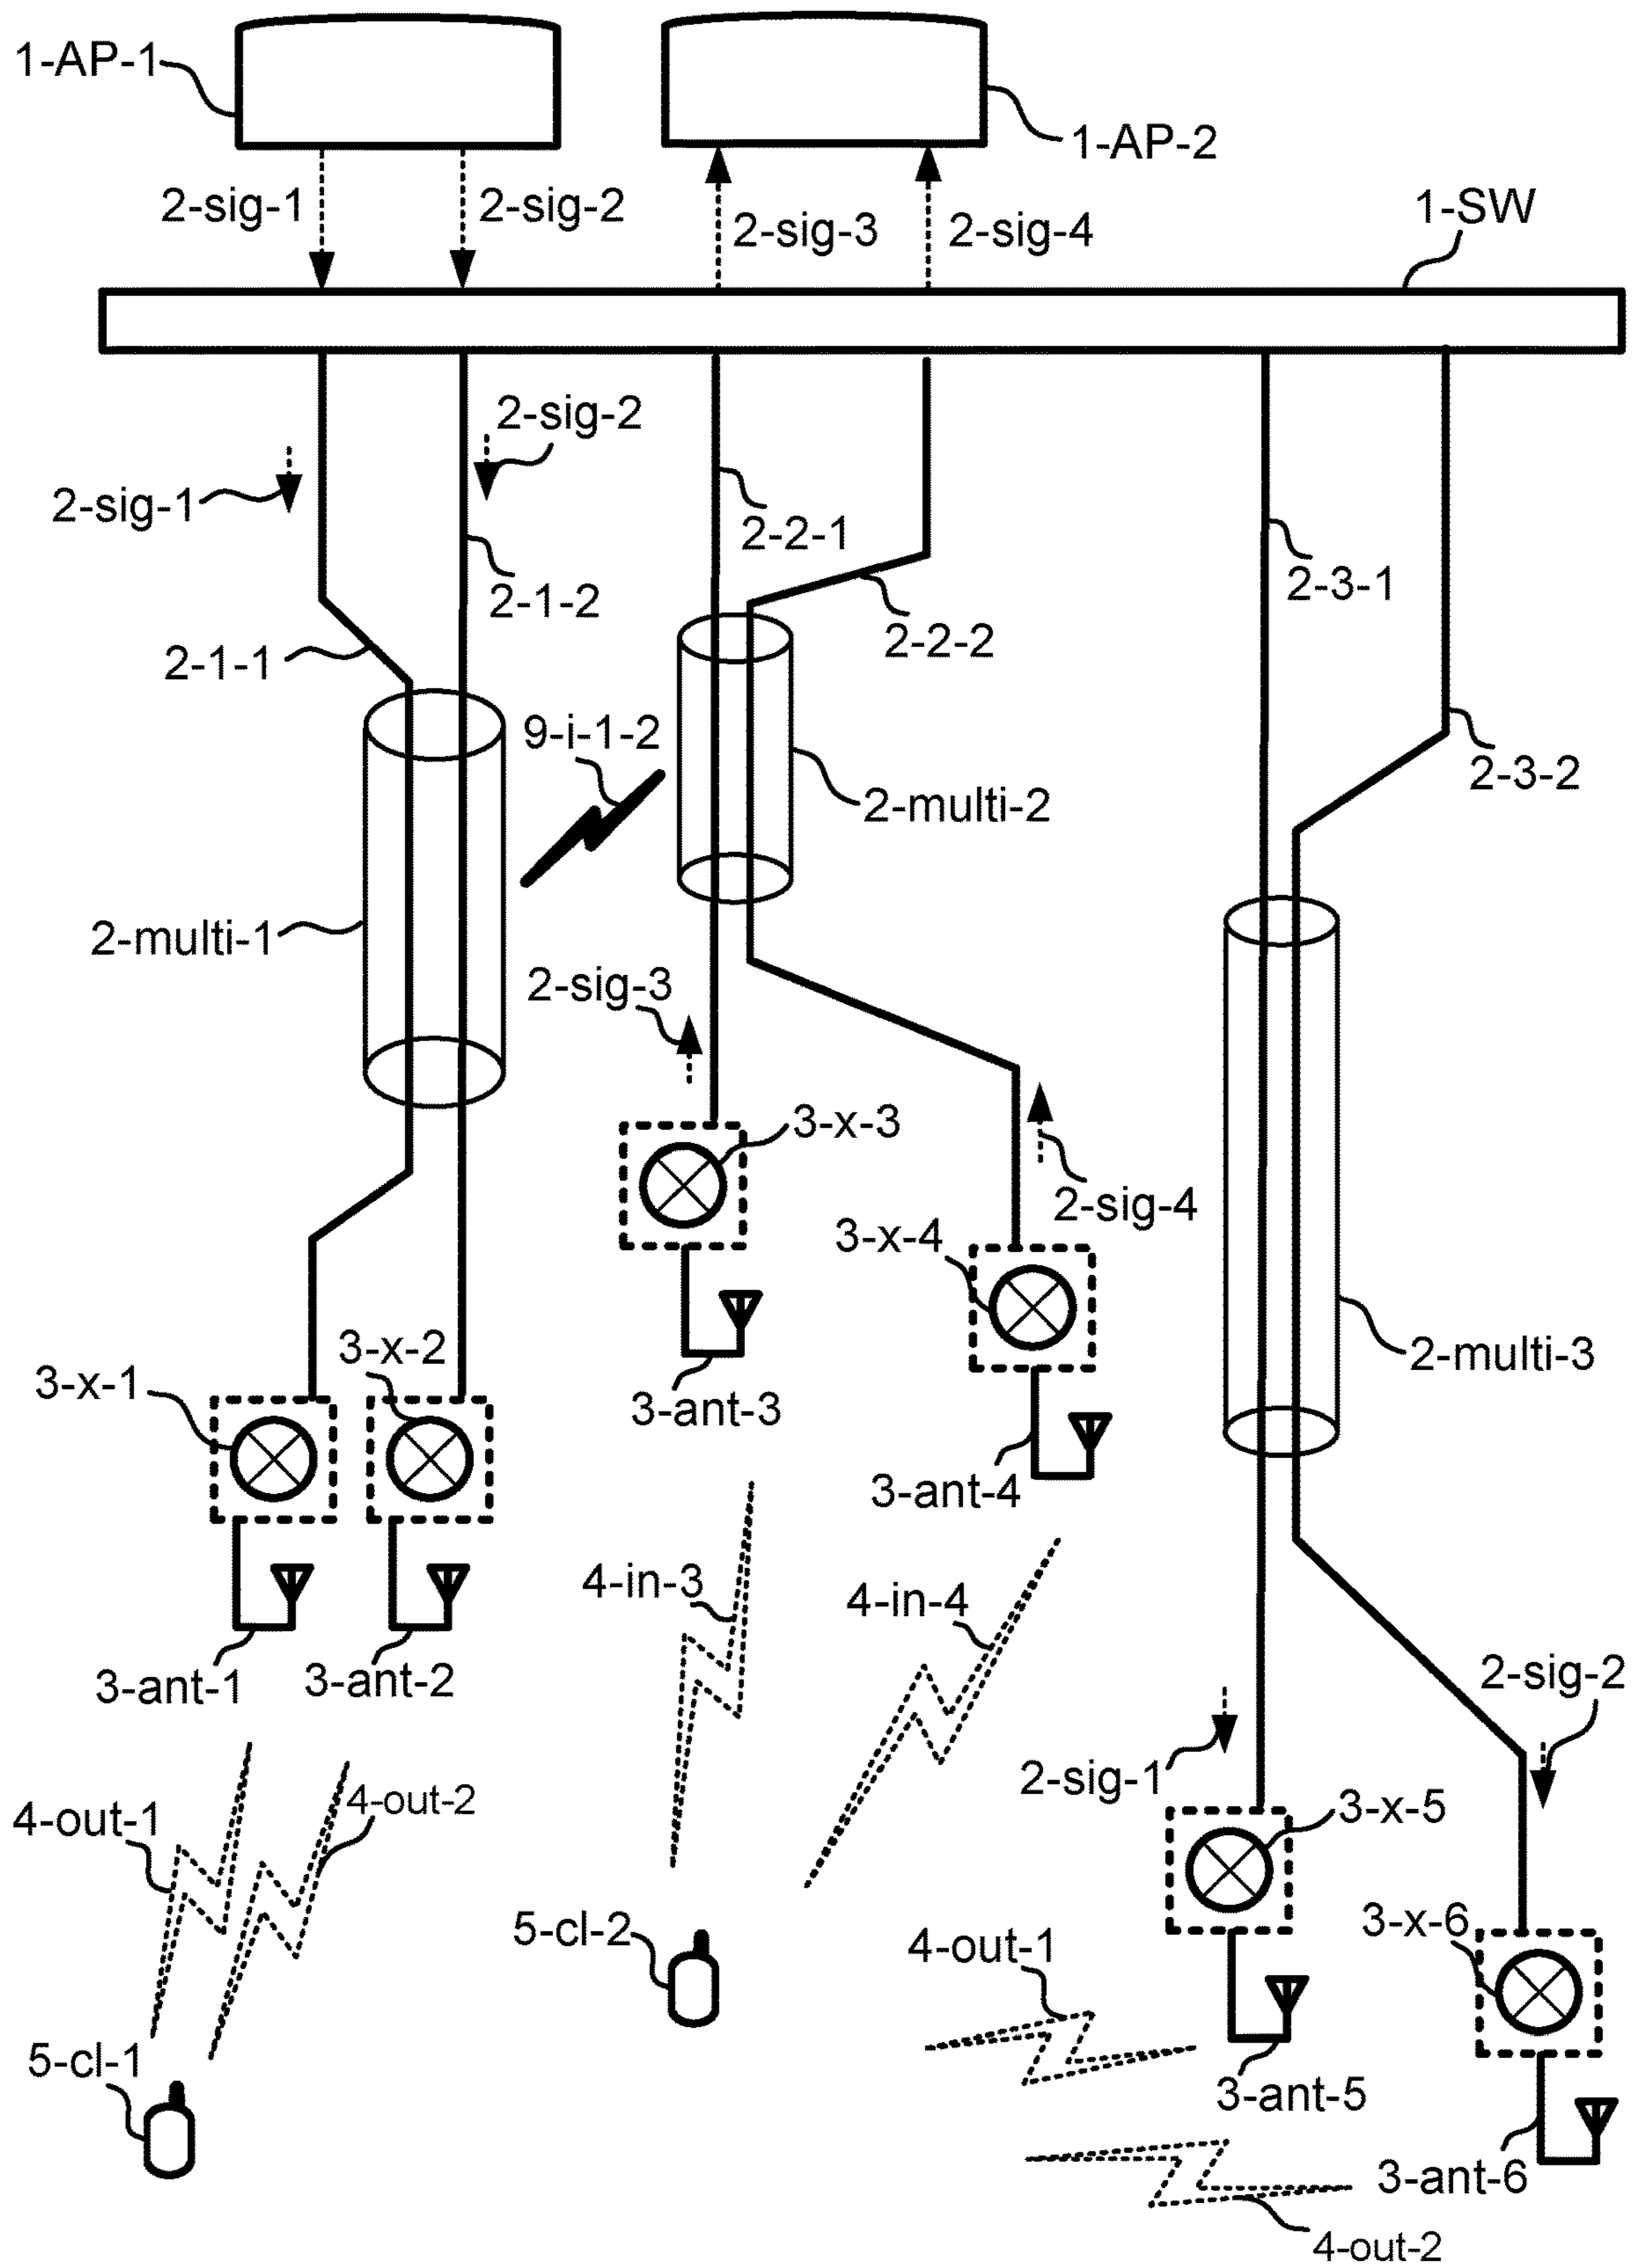 1-AP-1
1-AP-2
2-sig-1
2-sig-2
2-sig-3
2-sig-4
1-SW
2-sig-2
2-sig-1
2-2-1
2-3-1
2-1-2
2-2-2
2-1-1
9-i-1-2
2-3-2
2-multi-2
2-multi-1
2-sig-3
3-x-3
2-sig-4
3-x-4
3-x-2
2-multi-3
3-x-1
3-ant-3
3-ant-4
4-in-3
4-in-4
3-ant-1
3-ant-2
2-sig-2
2-sig-1
4-out-1
4-out-2
3-x-5
5-cl-2
3-x-6
4-out-1
5-cl-1
3-ant-5
3-ant-6
4-out-2